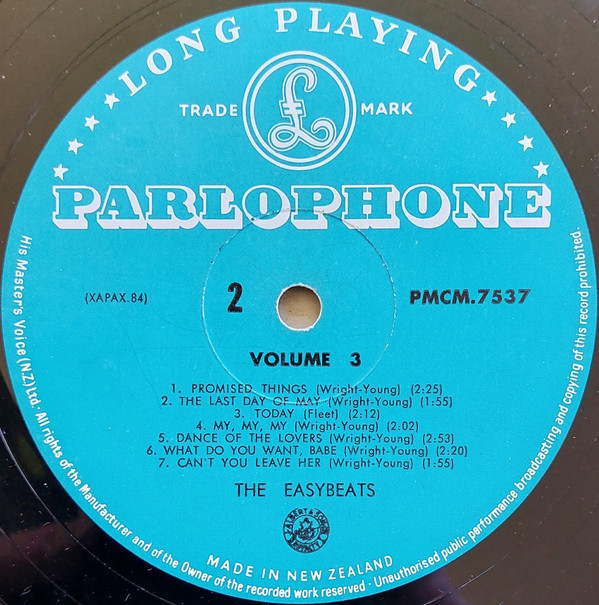 LONG PLAYING
TRADE MARK
£
PARLOPHONE
(XAPAX.84)
2
PMCM.7537
VOLUME 3
1. PROMISED THINGS (Wright-Young) (2:25)
2. THE LAST DAY OF MAY (Wright-Young) (1:55)
3. TODAY (Fleet) (2:12)
4. MY, MY, MY (Wright-Young) (2:02)
5. DANCE OF THE LOVERS (Wright-Young) (2:53)
6. WHAT DO YOU WANT, BABE (Wright-Young) (2:20)
7. CAN'T YOU LEAVE HER (Wright-Young) (1:55)
THE EASYBEATS
ALBERT & SONS
MADE IN NEW ZEALAND
His Master's Voice (N.Z.) Ltd· All rights of the Manufacturer and of the Owner of the recorded work reserved · Unauthorised public performance broadcasting and copying of this record prohibited.